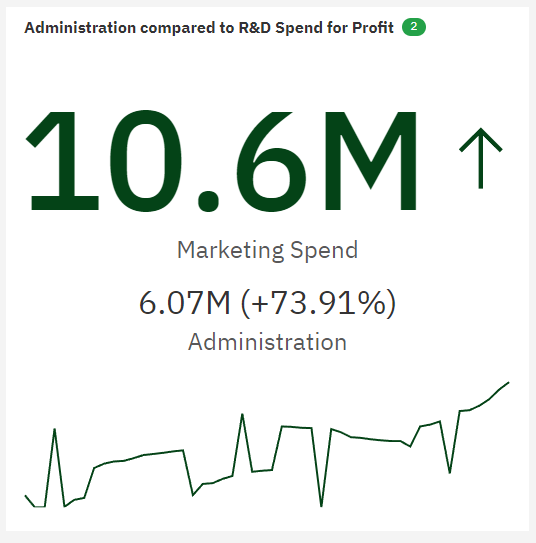 Administration compared to R&D Spend for Profit 2
10.6M
Marketing Spend
6.07M (+73.91%)
Administration